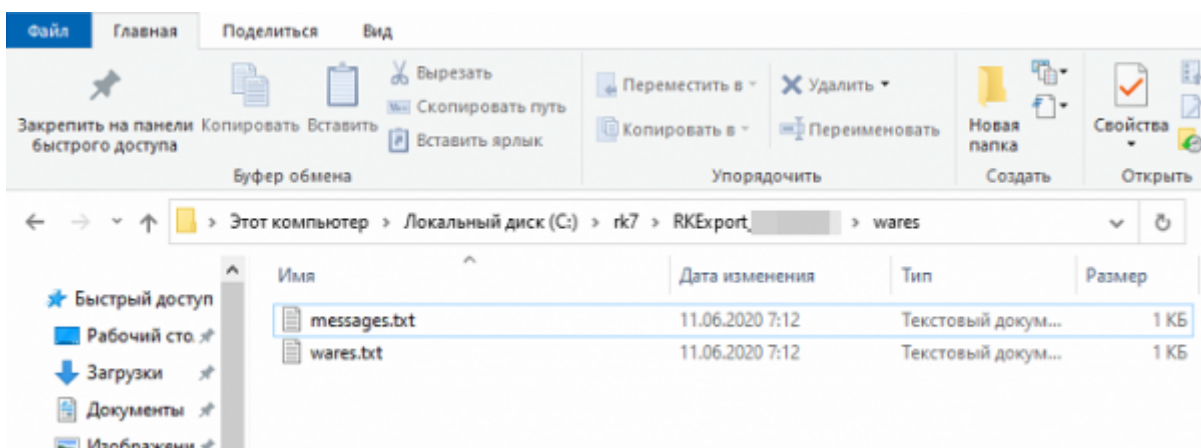 Файл Главная Поделиться Вид
Закрепить на панели быстрого доступа
Копировать
Вставить
Вырезать
Скопировать путь
Вставить ярлык
Переместить в
Копировать в
Удалить
Переименовать
Новая папка
Свойства
Буфер обмена Упорядочить Создать Открыть
Этот компьютер > Локальный диск (C:) > rk7 > RKExport_ > wares
Имя Дата изменения Тип Размер
Быстрый доступ
Рабочий сто
Загрузки
Документы
Изображени
messages.txt 11.06.2020 7:12 Текстовый докум... 1 КБ
wares.txt 11.06.2020 7:12 Текстовый докум... 1 КБ